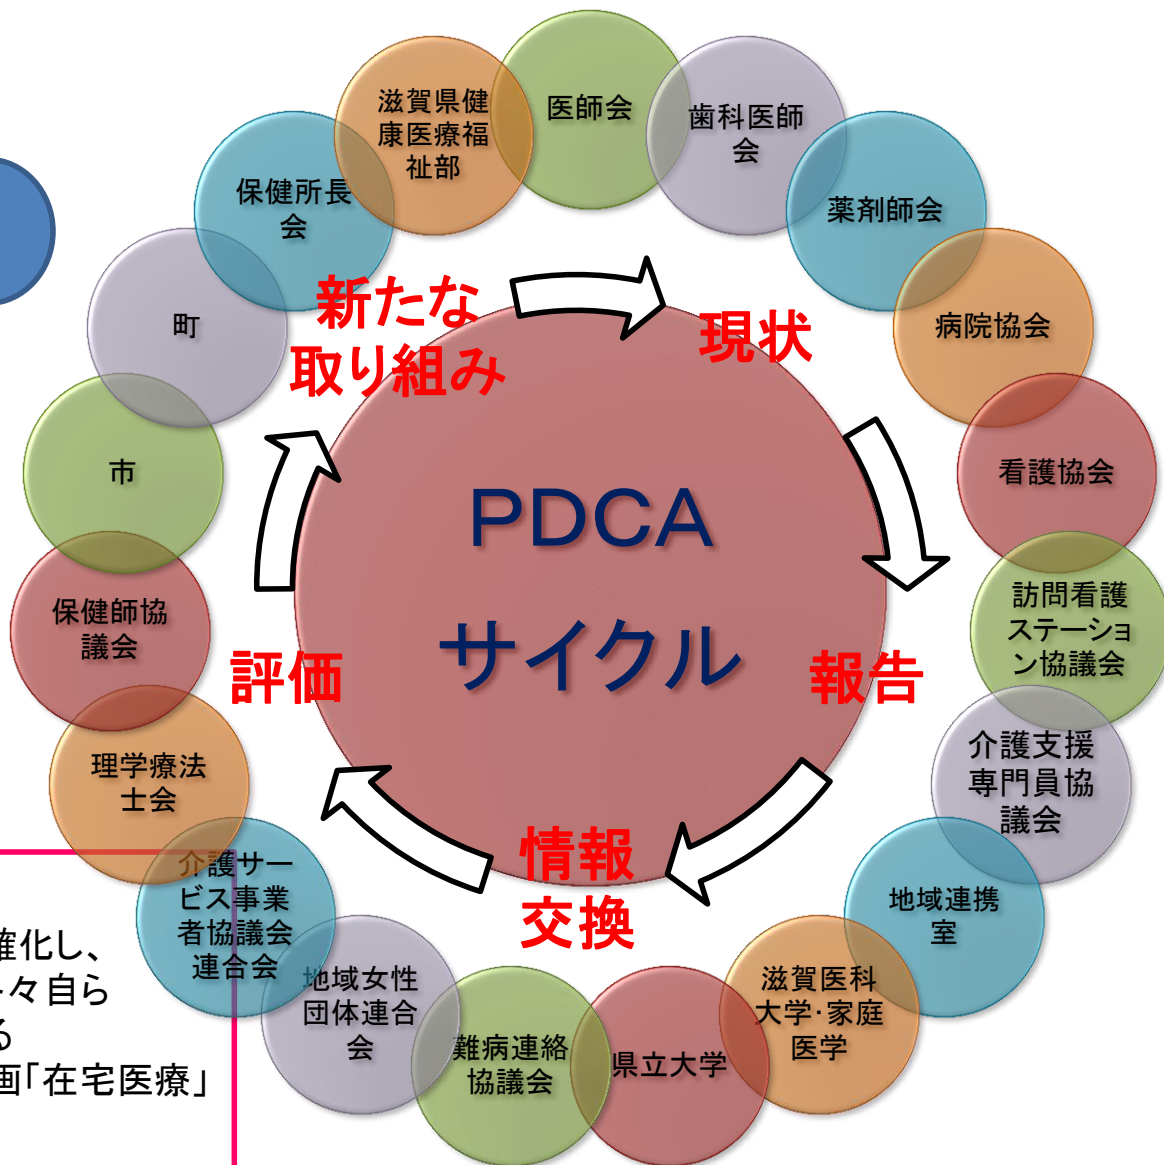 医師会
歯科医師
会
薬剤師会
病院協会
看護協会
訪問看護
ステーショ
ン協議会
介護支援
専門員協
議会
地域連携
室
滋賀医科
大学・家庭
医学
県立大学
難病連絡
協議会
地域女性
団体連合
会
介護サー
ビス事業
者協議会
連合会
理学療法
士会
保健師協
議会
市
町
保健所長
会
滋賀県健
康医療福
祉部
新たな
取り組み
現状
報告
情報
交換
評価
PDCA
サイクル
確化し、
々自ら
る
画「在宅医療」